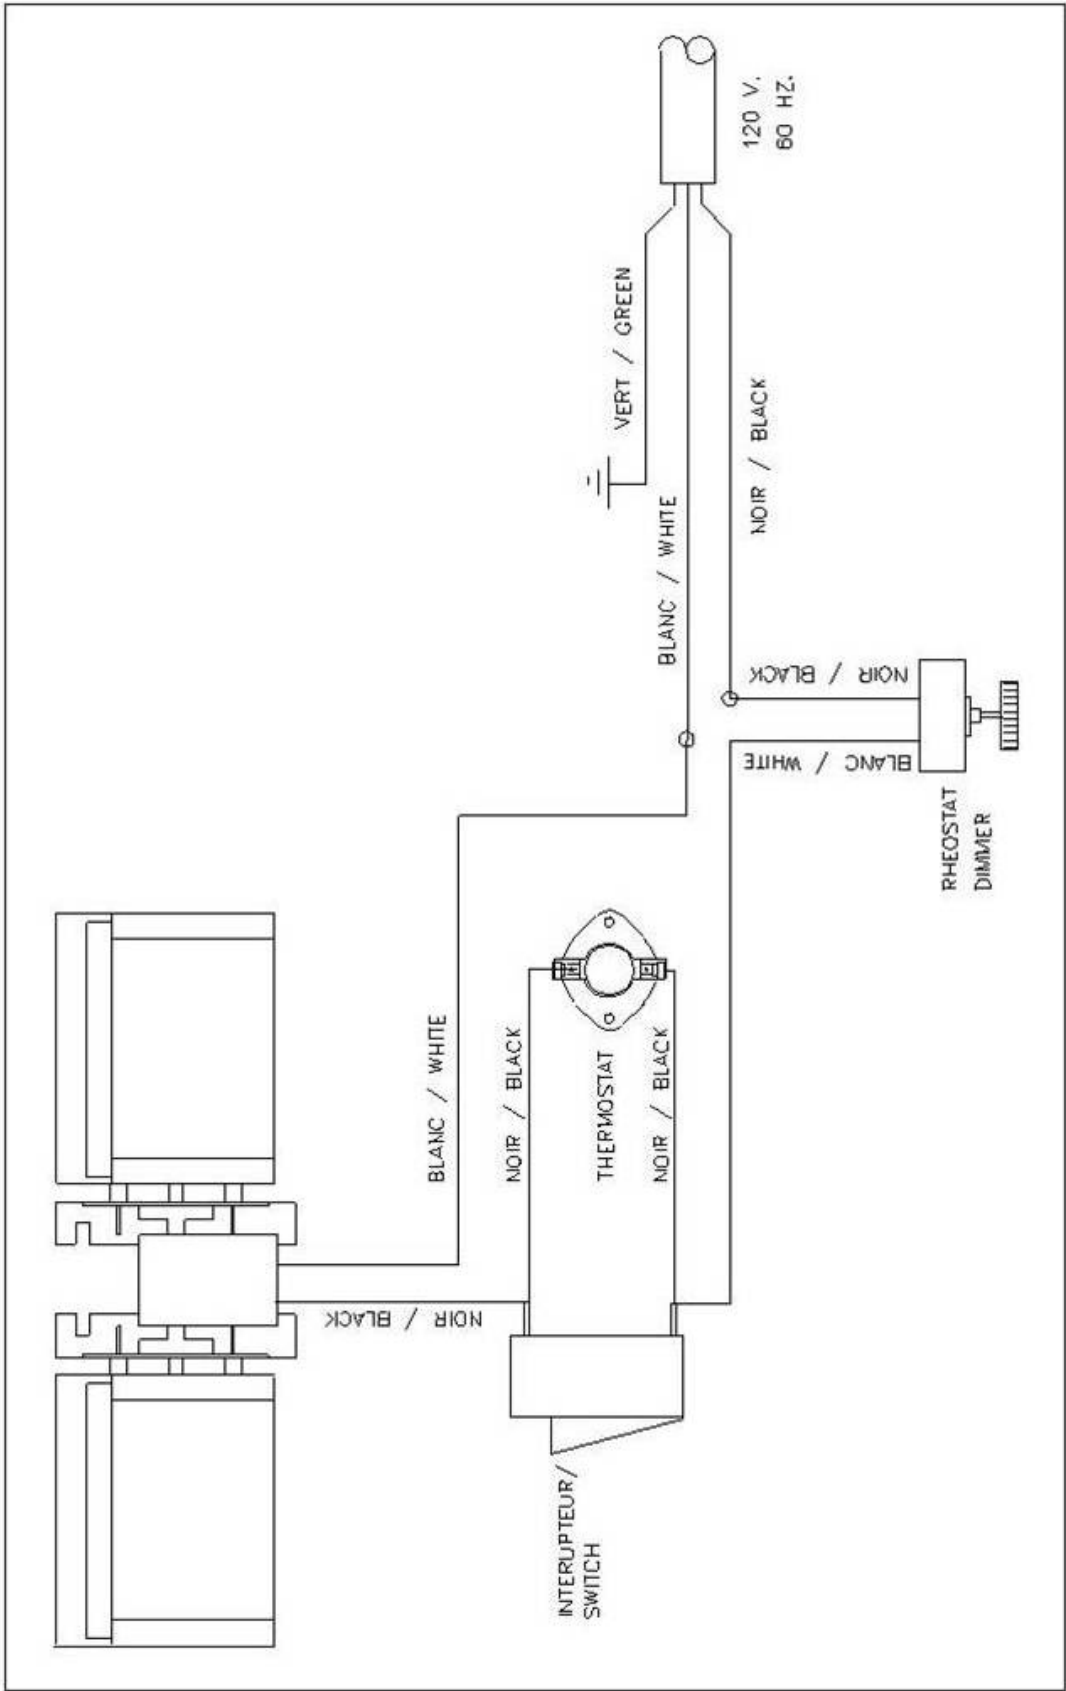 120 V.
60 HZ.
VERT / GREEN
BLANC / WHITE
NOIR / BLACK
NOIR / BLACK
BLANC / WHITE
RHEOSTAT
DIMMER
BLANC / WHITE
NOIR / BLACK
THERMOSTAT
NOIR / BLACK
NOIR / BLACK
INTERUPTEUR/
SWITCH